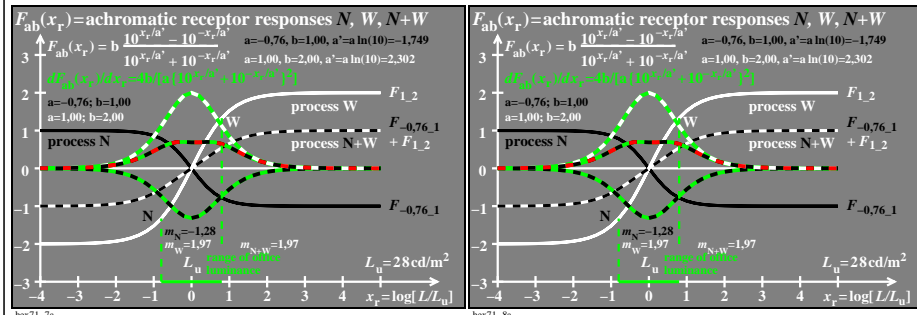 F_ab(x_r)=achromatic receptor responses N, W, N+W
F_ab(x_r) = b (10^{x_r/a'} − 10^{−x_r/a'}) / (10^{x_r/a'} + 10^{−x_r/a'})
a=−0,76, b=1,00, a'=a ln(10)=−1,749
a=1,00, b=2,00, a'=a ln(10)=2,302
dF_ab(x_r)/dx_r=4b/[a{10^{x_r/a'}+10^{−x_r/a'}}^2]
a=−0,76; b=1,00
a=1,00; b=2,00
process W
F_1_2
W
process N
process N+W
F_−0,76_1
+ F_1_2
F_−0,76_1
N
m_N=−1,28
m_W=1,97
m_N+W=1,97
L_u
range of office
luminance
L_u=28cd/m^2
3
2
1
0
−1
−2
−3
−4
−3
−2
−1
0
1
2
3
4
x_r=log[L/L_u]
bgx71_7a
F_ab(x_r)=achromatic receptor responses N, W, N+W
F_ab(x_r) = b (10^{x_r/a'} − 10^{−x_r/a'}) / (10^{x_r/a'} + 10^{−x_r/a'})
a=−0,76, b=1,00, a'=a ln(10)=−1,749
a=1,00, b=2,00, a'=a ln(10)=2,302
dF_ab(x_r)/dx_r=4b/[a{10^{x_r/a'}+10^{−x_r/a'}}^2]
a=−0,76; b=1,00
a=1,00; b=2,00
process W
F_1_2
W
process N
process N+W
F_−0,76_1
+ F_1_2
F_−0,76_1
N
m_N=−1,28
m_W=1,97
m_N+W=1,97
L_u
range of office
luminance
L_u=28cd/m^2
3
2
1
0
−1
−2
−3
−4
−3
−2
−1
0
1
2
3
4
x_r=log[L/L_u]